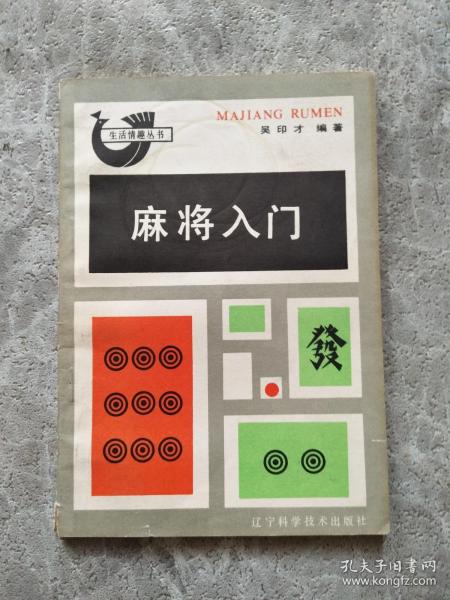 MAJIANG RUMEN
吴印才 编著
生活情趣丛书
麻将入门
發
辽宁科学技术出版社
孔夫子旧书网
www.kongfz.com